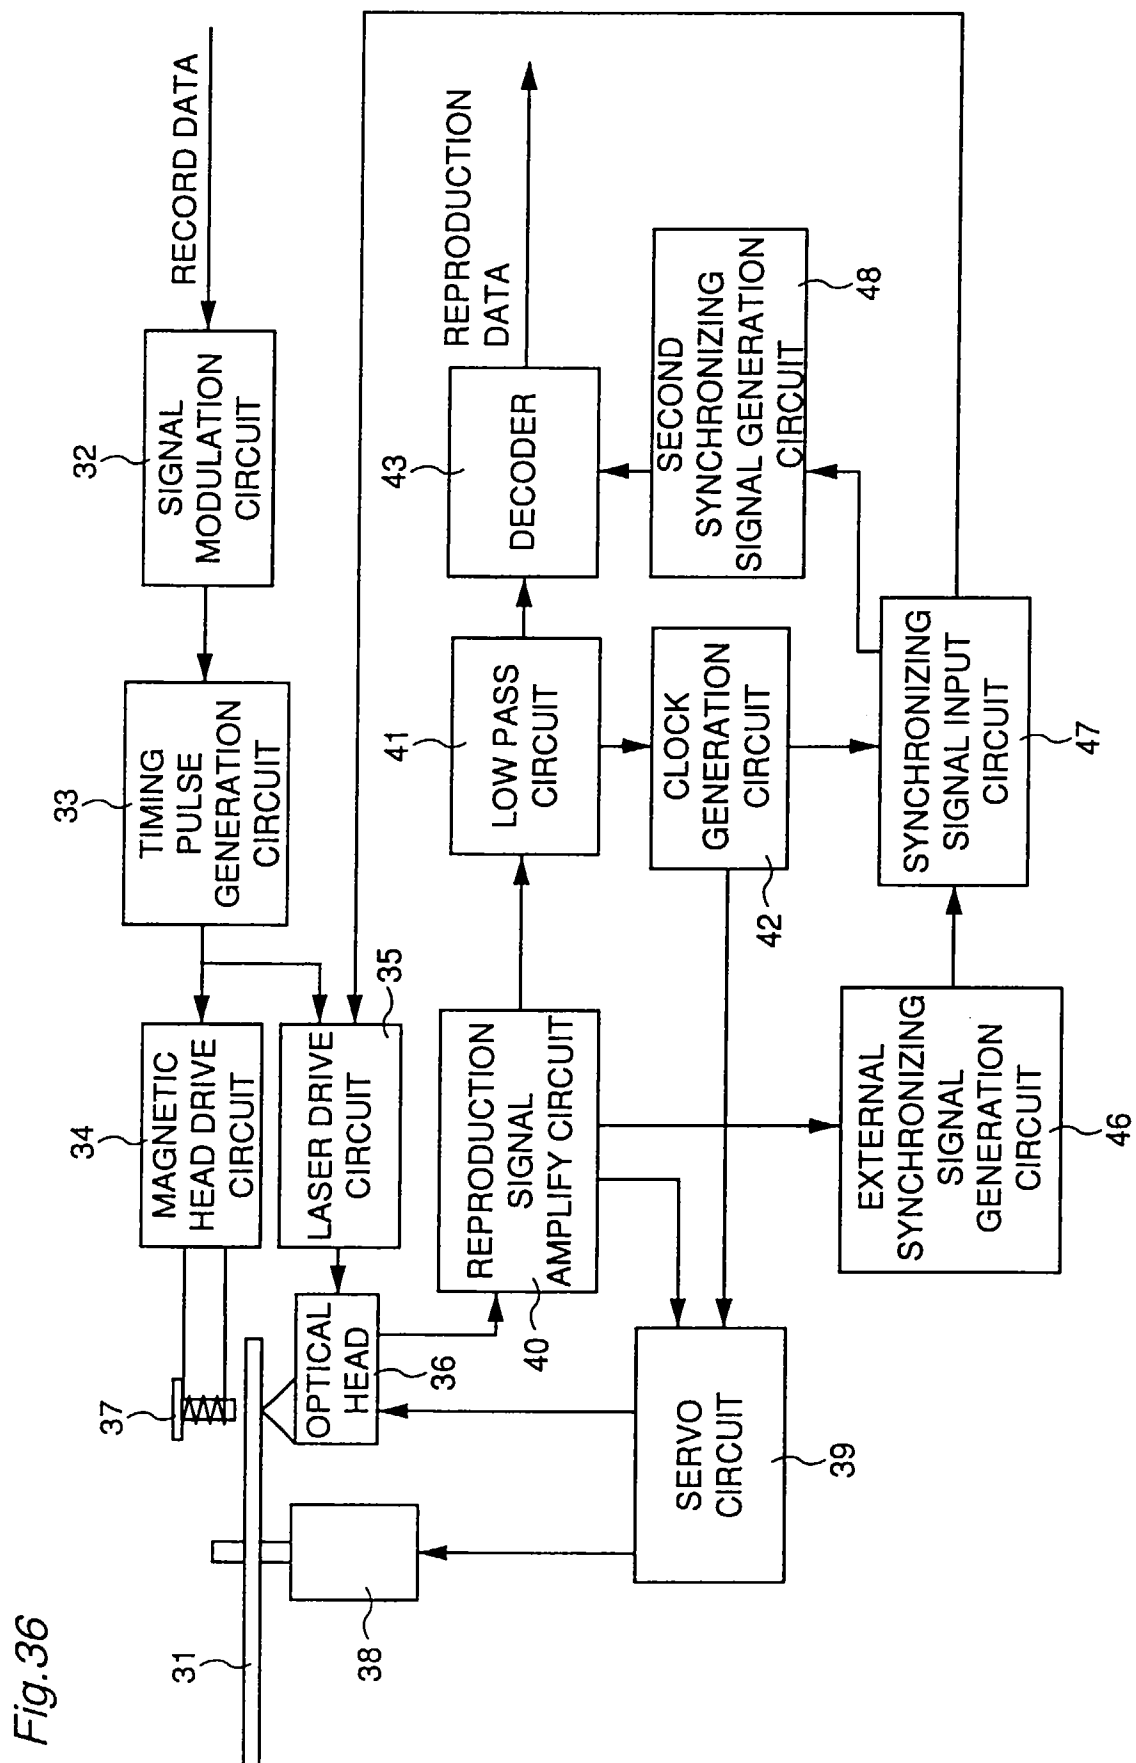 Fig.36
RECORD DATA
32
SIGNAL
MODULATION
CIRCUIT
33
TIMING
PULSE
GENERATION
CIRCUIT
34
MAGNETIC
HEAD DRIVE
CIRCUIT
35
LASER DRIVE
CIRCUIT
37
OPTICAL
HEAD
36
31
38
REPRODUCTION
SIGNAL
AMPLIFY CIRCUIT
40
41
LOW PASS
CIRCUIT
43
DECODER
REPRODUCTION
DATA
SERVO
CIRCUIT
39
CLOCK
GENERATION
CIRCUIT
42
SECOND
SYNCHRONIZING
SIGNAL GENERATION
CIRCUIT
48
EXTERNAL
SYNCHRONIZING
SIGNAL
GENERATION
CIRCUIT
46
SYNCHRONIZING
SIGNAL INPUT
CIRCUIT
47